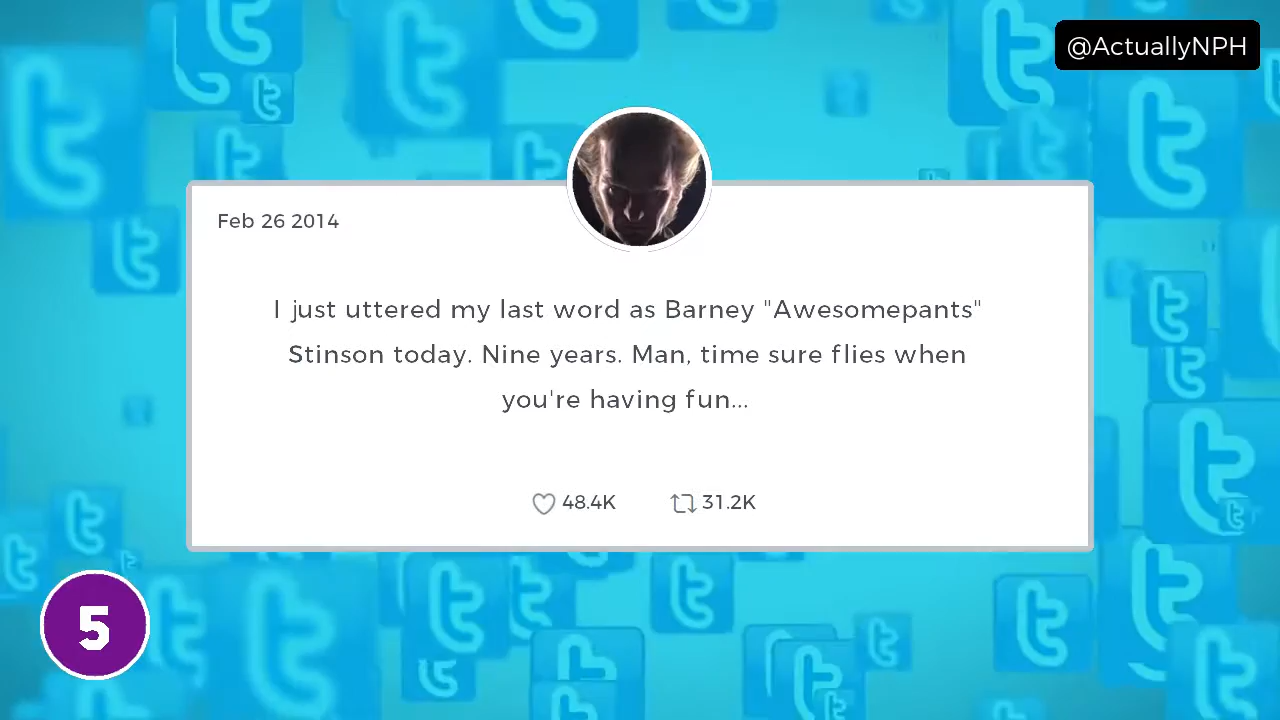 @ActuallyNPH
Feb 26 2014
I just uttered my last word as Barney "Awesomepants"
Stinson today. Nine years. Man, time sure flies when
you're having fun...
48.4K 31.2K
5